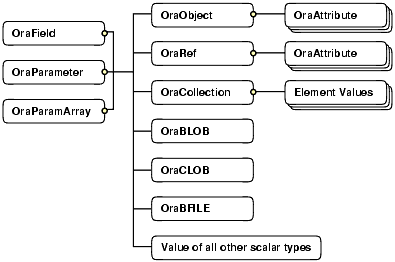 OraField
OraParameter
OraParamArray
OraObject
OraAttribute
OraRef
OraAttribute
OraCollection
Element Values
OraBLOB
OraCLOB
OraBFILE
Value of all other scalar types